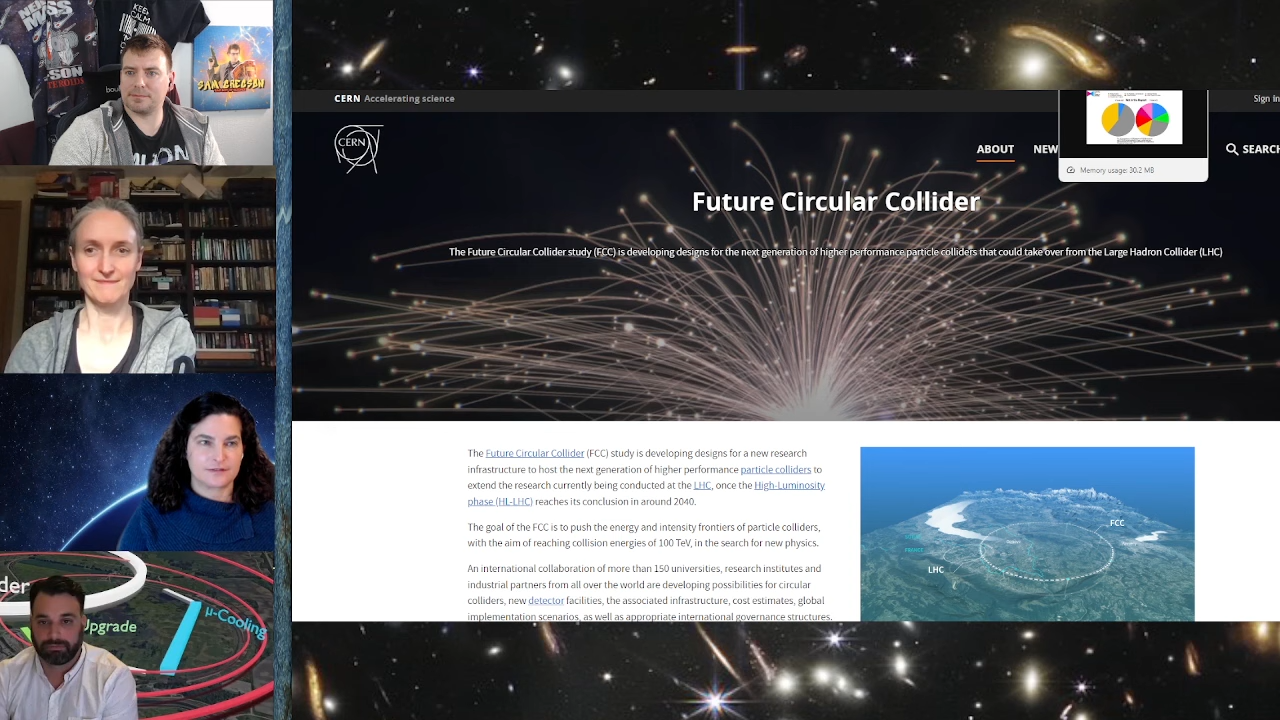 KEEP
CALM
SAM GREGSON
der
Upgrade
μ-Cooling
CERN Accelerating science
Sign in
CERN
ABOUT
NEW
SEARCH
Memory usage: 30.2 MB
Future Circular Collider
The Future Circular Collider study (FCC) is developing designs for the next generation of higher performance particle colliders that could take over from the Large Hadron Collider (LHC)
The Future Circular Collider (FCC) study is developing designs for a new research
infrastructure to host the next generation of higher performance particle colliders to
extend the research currently being conducted at the LHC, once the High-Luminosity
phase (HL-LHC) reaches its conclusion in around 2040.
The goal of the FCC is to push the energy and intensity frontiers of particle colliders,
with the aim of reaching collision energies of 100 TeV, in the search for new physics.
An international collaboration of more than 150 universities, research institutes and
industrial partners from all over the world are developing possibilities for circular
colliders, new detector facilities, the associated infrastructure, cost estimates, global
implementation scenarios, as well as appropriate international governance structures.
FCC
LHC